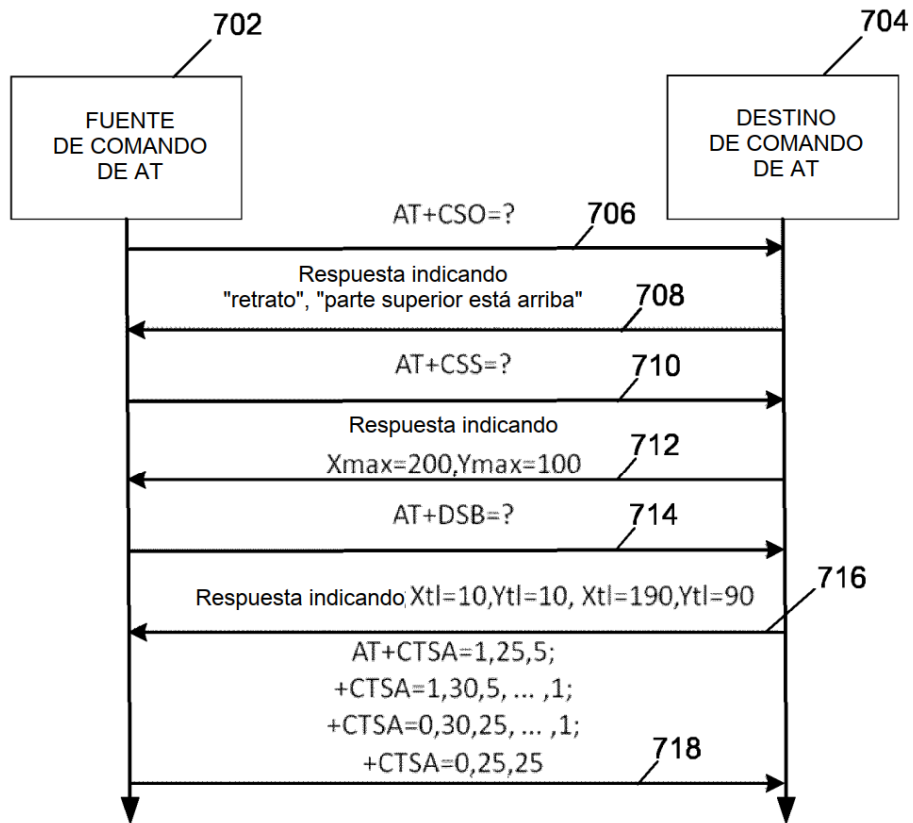 702
704
FUENTE
DE COMANDO
DE AT
DESTINO
DE COMANDO
DE AT
AT+CSO=?
706
Respuesta indicando
"retrato", "parte superior está arriba"
708
AT+CSS=?
710
Respuesta indicando
Xmax=200,Ymax=100
712
AT+DSB=?
714
Respuesta indicando Xtl=10,Ytl=10, Xtl=190,Ytl=90
716
AT+CTSA=1,25,5;
+CTSA=1,30,5, ... ,1;
+CTSA=0,30,25, ... ,1;
+CTSA=0,25,25
718